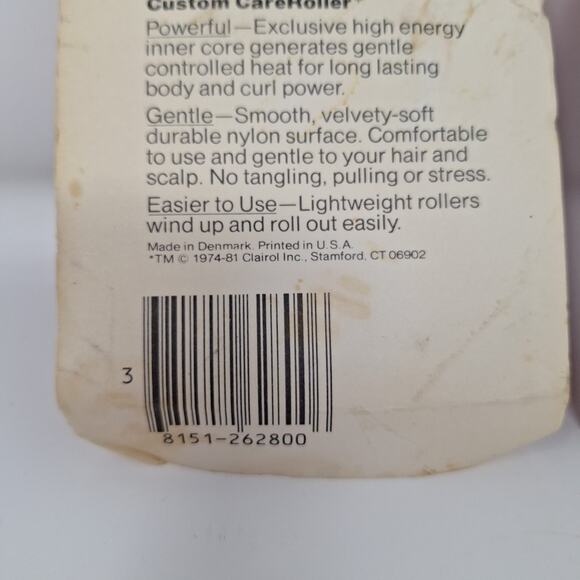 Custom CareRoller*
Powerful—Exclusive high energy
inner core generates gentle
controlled heat for long lasting
body and curl power.
Gentle—Smooth, velvety-soft
durable nylon surface. Comfortable
to use and gentle to your hair and
scalp. No tangling, pulling or stress.
Easier to Use—Lightweight rollers
wind up and roll out easily.
Made in Denmark. Printed in U.S.A.
*TM © 1974-81 Clairol Inc., Stamford, CT 06902
3
8151-262800